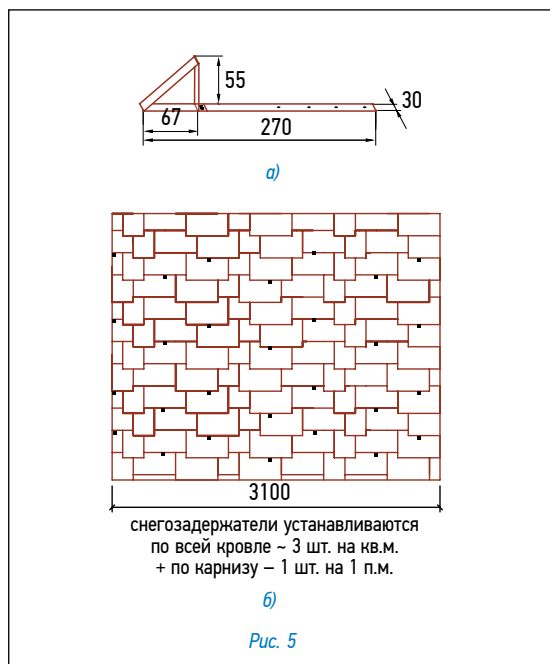 55
30
67
270
а)
3100
снегозадержатели устанавливаются
по всей кровле ~ 3 шт. на кв.м.
+ по карнизу – 1 шт. на 1 п.м.
б)
Рис. 5